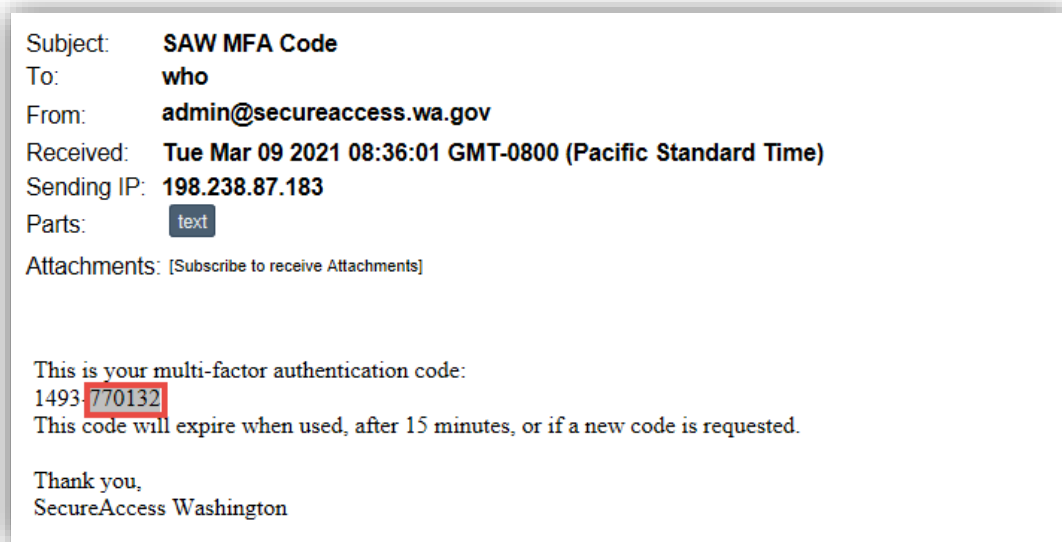 Subject: SAW MFA Code
To: who
From: admin@secureaccess.wa.gov
Received: Tue Mar 09 2021 08:36:01 GMT-0800 (Pacific Standard Time)
Sending IP: 198.238.87.183
Parts: text
Attachments: [Subscribe to receive Attachments]
This is your multi-factor authentication code:
1493-770132
This code will expire when used, after 15 minutes, or if a new code is requested.
Thank you,
SecureAccess Washington